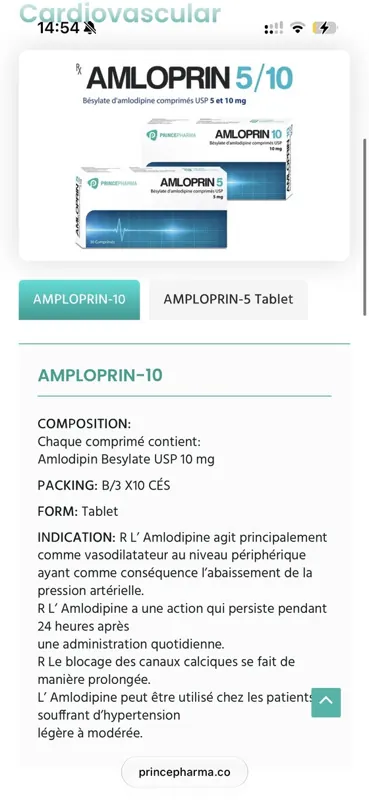 Cardiovascular
14:54
Rx
AMLOPRIN 5/10
Bésylate d'amlodipine comprimés USP 5 et 10 mg
PRINCEPHARMA
AMLOPRIN 10
Bésylate d'amlodipine comprimés USP
10 mg
PRINCEPHARMA
AMLOPRIN 5
Bésylate d'amlodipine comprimés USP
5 mg
AMLOPRIN 5
30 Comprimés
AMPLOPRIN-10
AMPLOPRIN-5 Tablet
AMPLOPRIN-10
COMPOSITION:
Chaque comprimé contient:
Amlodipin Besylate USP 10 mg
PACKING: B/3 X10 CÉS
FORM: Tablet
INDICATION: R L’ Amlodipine agit principalement
comme vasodilatateur au niveau périphérique
ayant comme conséquence l’abaissement de la
pression artérielle.
R L’ Amlodipine a une action qui persiste pendant
24 heures après
une administration quotidienne.
R Le blocage des canaux calciques se fait de
manière prolongée.
L’ Amlodipine peut être utilisé chez les patients
souffrant d’hypertension
légère à modérée.
princepharma.co